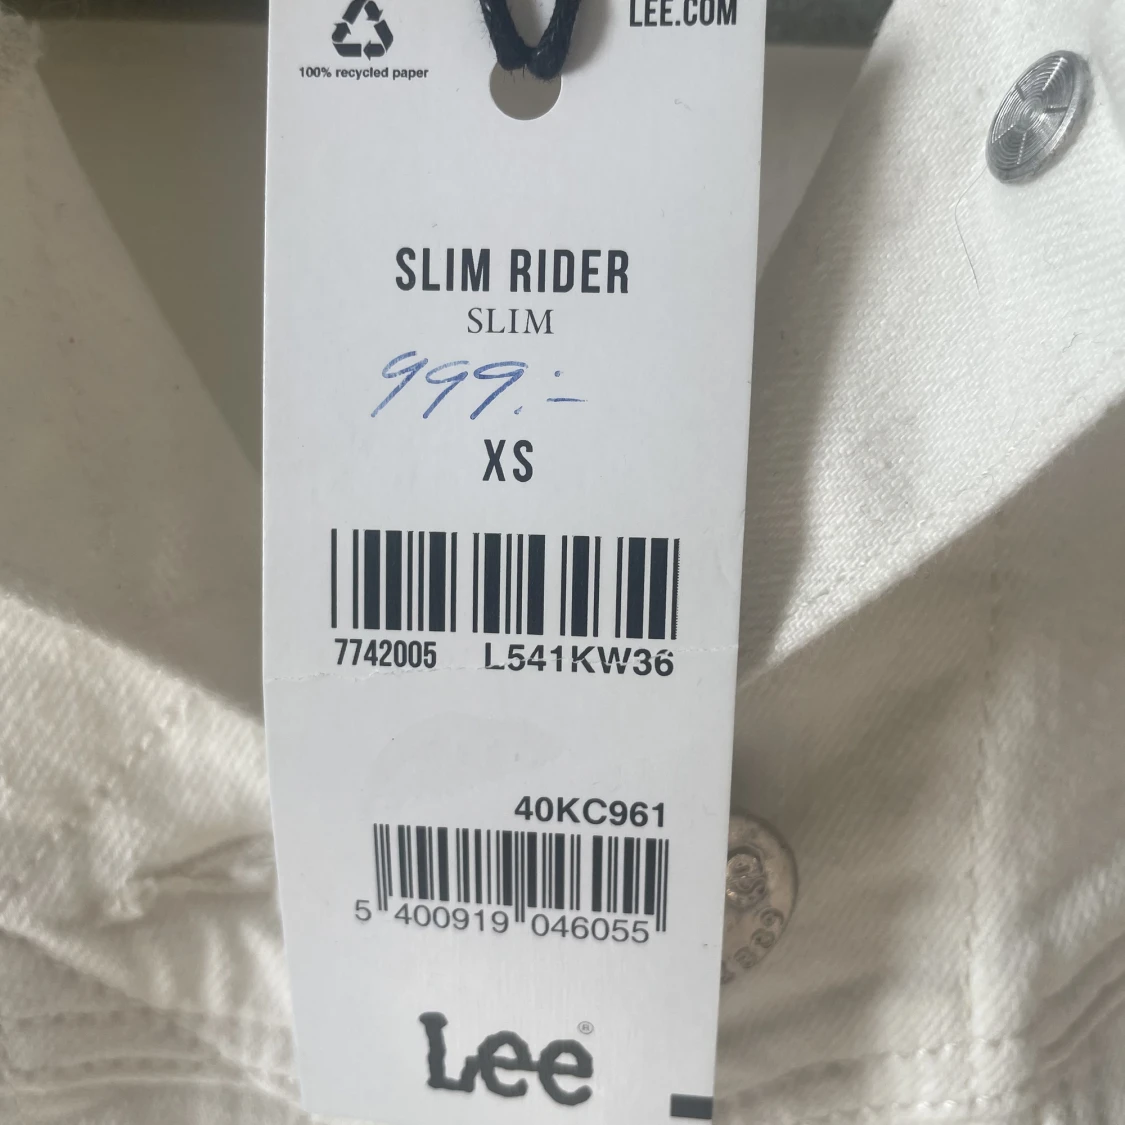 LEE.COM
100% recycled paper
SLIM RIDER
SLIM
999:-
XS
7742005 L541KW36
40KC961
5 400919 046055
Lee®